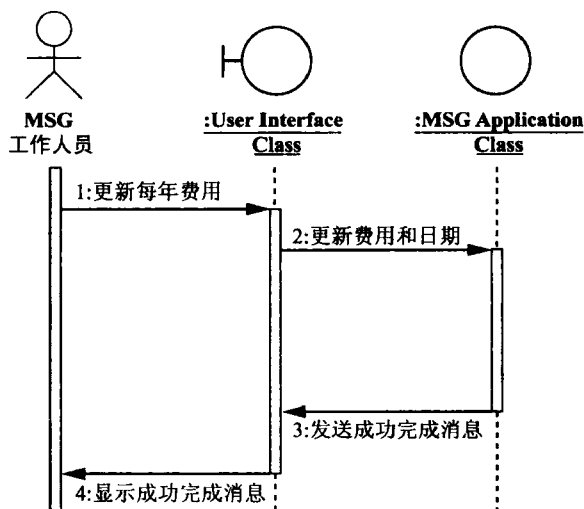 MSG
工作人员
:User Interface
Class
:MSG Application
Class
1:更新每年费用
2:更新费用和日期
3:发送成功完成消息
4:显示成功完成消息